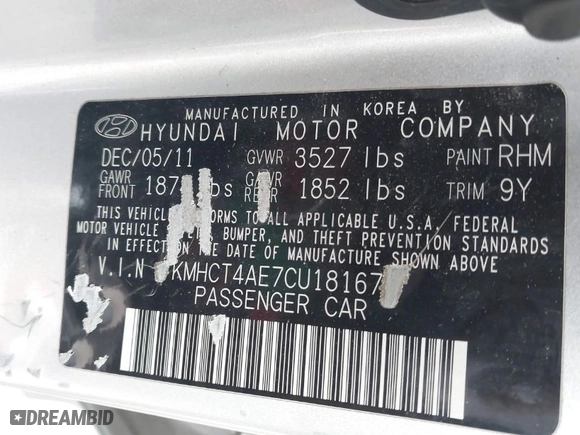 MANUFACTURED IN KOREA BY
HYUNDAI MOTOR COMPANY
DEC/05/11 GVWR 3527 lbs PAINT RHM
GAWR FRONT lbs REAR 1852 lbs TRIM 9Y
THIS VEHICLE TO ALL APPLICABLE U.S.A. FEDERAL
MOTOR VEHICLE BUMPER, AND THEFT PREVENTION STANDARDS
IN EFFECT THE DATE OF MANUFACTURE SHOWN ABOVE
V.I.N
PASSENGER CAR
DREAMBID